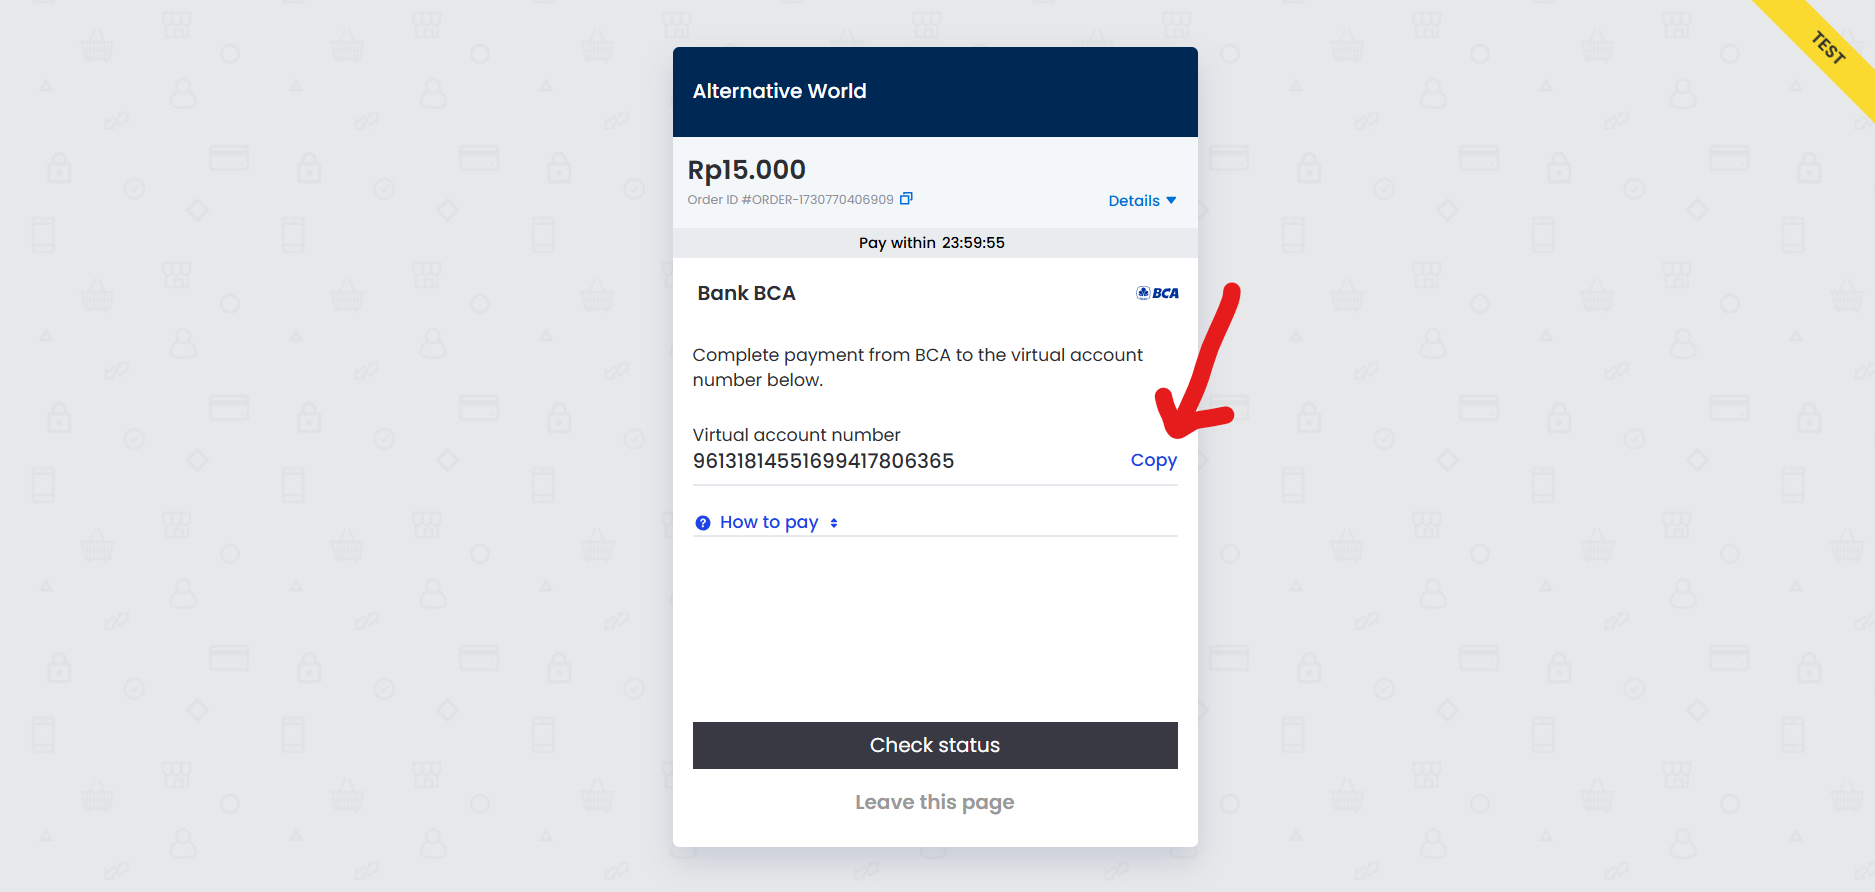 TEST
Alternative World
Rp15.000
Order ID #ORDER-1730770406909
Details
Pay within 23:59:55
Bank BCA
BCA
Complete payment from BCA to the virtual account
number below.
Virtual account number
96131814551699417806365
Copy
? How to pay
Check status
Leave this page